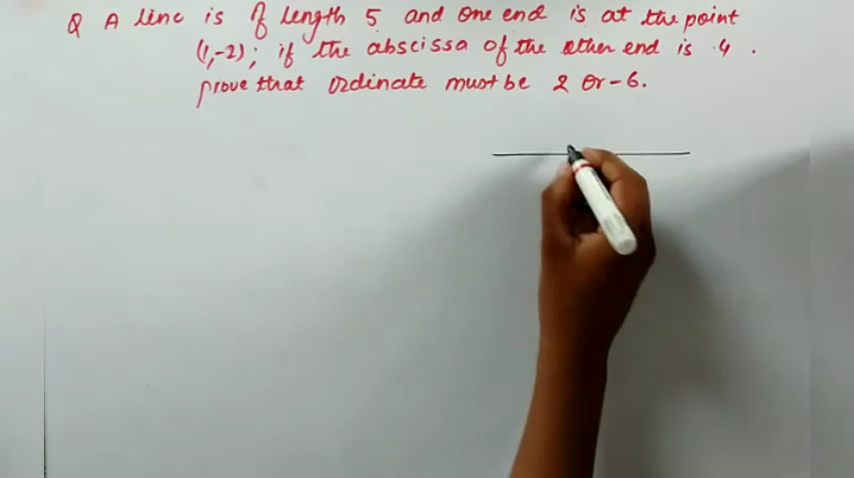 Q A line is of length 5 and one end is at the point
(1,-2); if the abscissa of the other end is 4.
prove that ordinate must be 2 or -6.